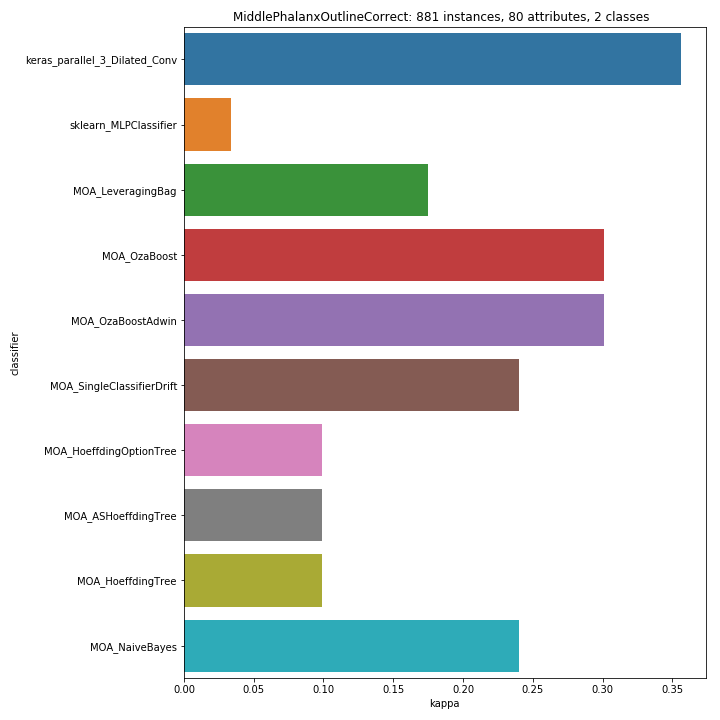 MiddlePhalanxOutlineCorrect: 881 instances, 80 attributes, 2 classes
keras_parallel_3_Dilated_Conv
sklearn_MLPClassifier
MOA_LeveragingBag
MOA_OzaBoost
MOA_OzaBoostAdwin
MOA_SingleClassifierDrift
MOA_HoeffdingOptionTree
MOA_ASHoeffdingTree
MOA_HoeffdingTree
MOA_NaiveBayes
classifier
0.00 0.05 0.10 0.15 0.20 0.25 0.30 0.35
kappa